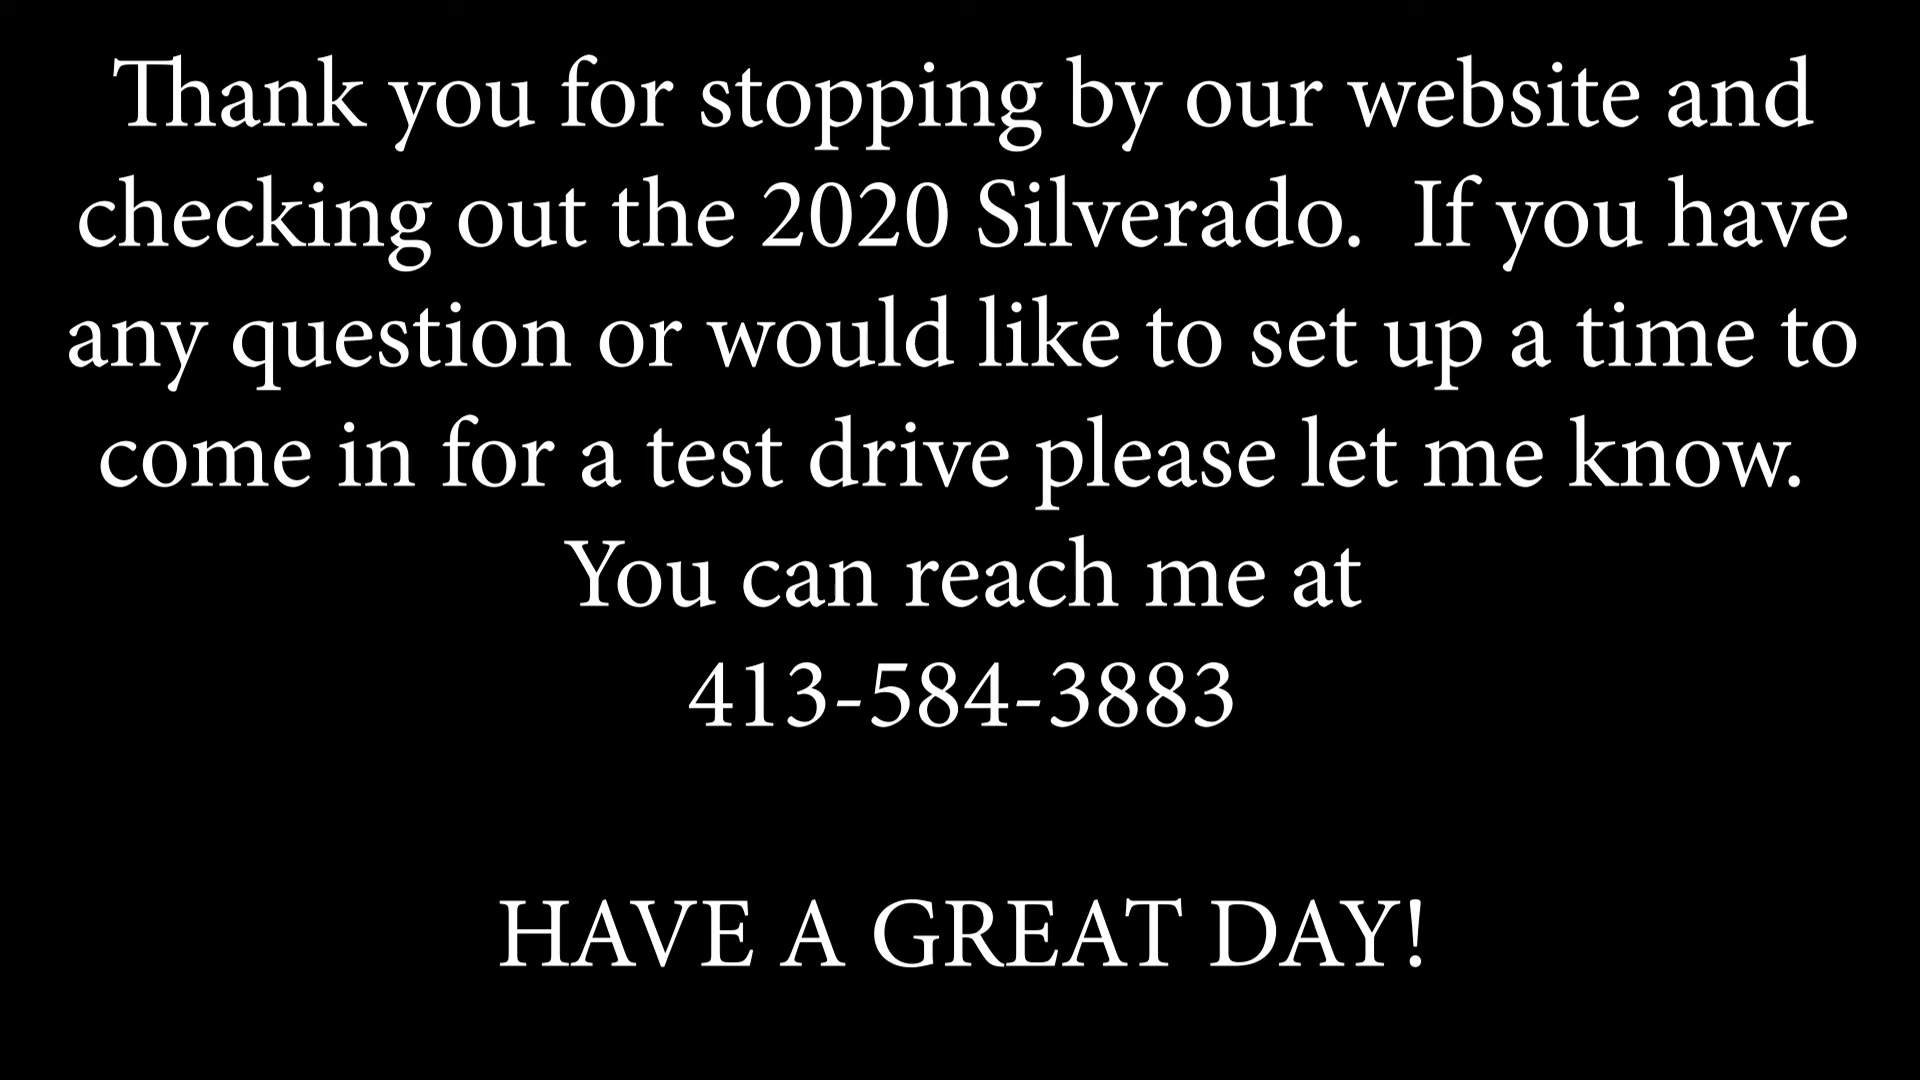 Thank you for stopping by our website and
checking out the 2020 Silverado.  If you have
any question or would like to set up a time to
come in for a test drive please let me know.
You can reach me at
413-584-3883
HAVE A GREAT DAY!